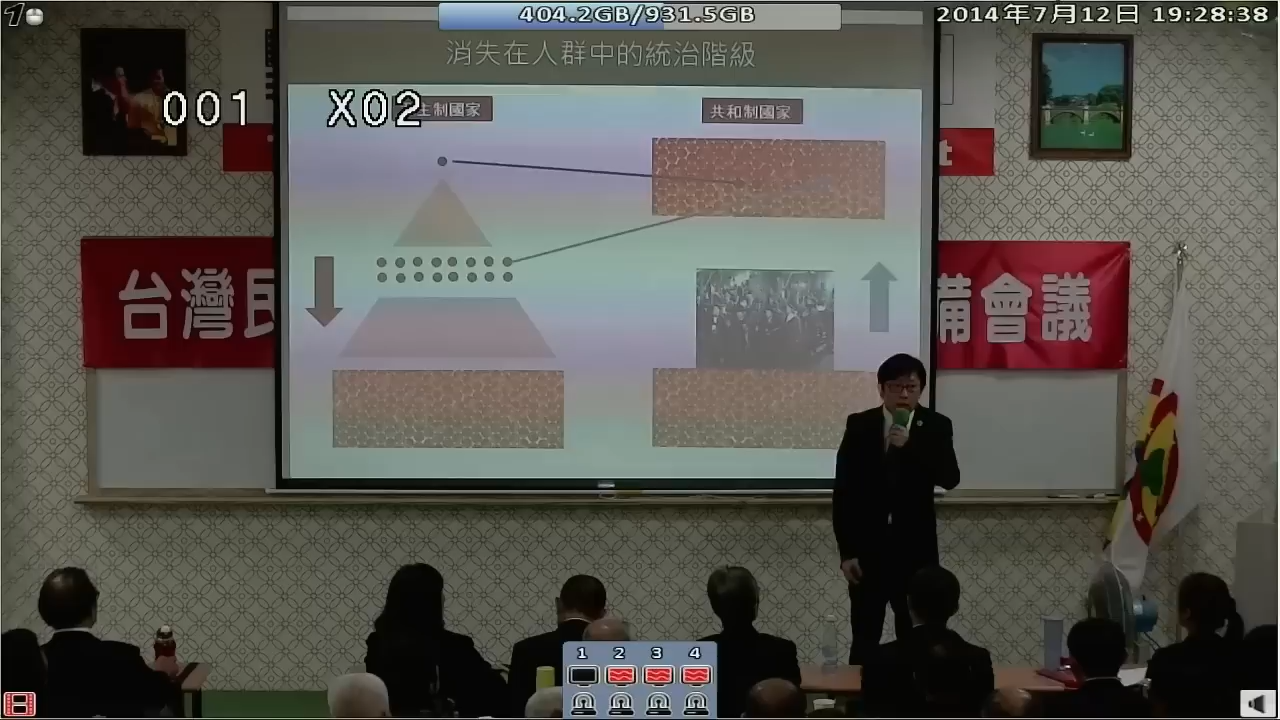 404.2GB/931.5GB
2014年7月12日 19:28:38
消失在人群中的統治階級
001 X02
主制國家
共和制國家
t
台灣民
備會議
1 2 3 4